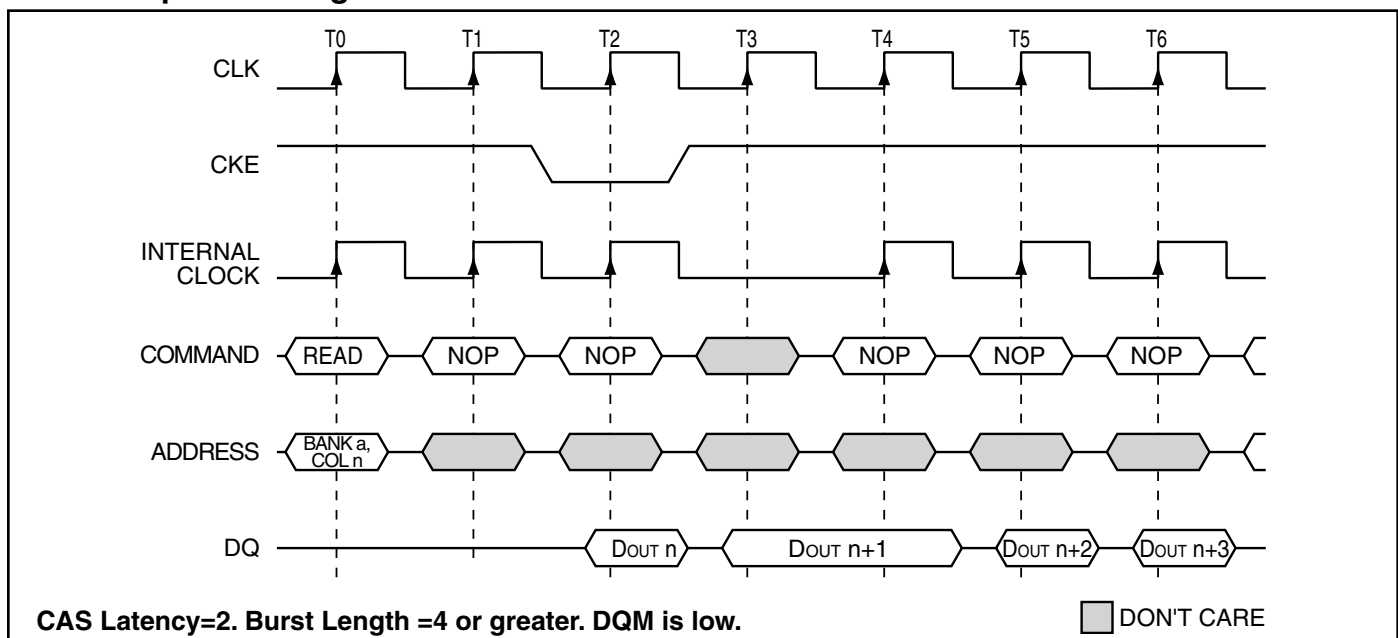 T0 T1 T2 T3 T4 T5 T6
CLK
CKE
INTERNAL
CLOCK
COMMAND READ NOP NOP NOP NOP NOP
ADDRESS BANK a,
COL n
DQ DOUT n DOUT n+1 DOUT n+2 DOUT n+3
CAS Latency=2. Burst Length =4 or greater. DQM is low. DON'T CARE